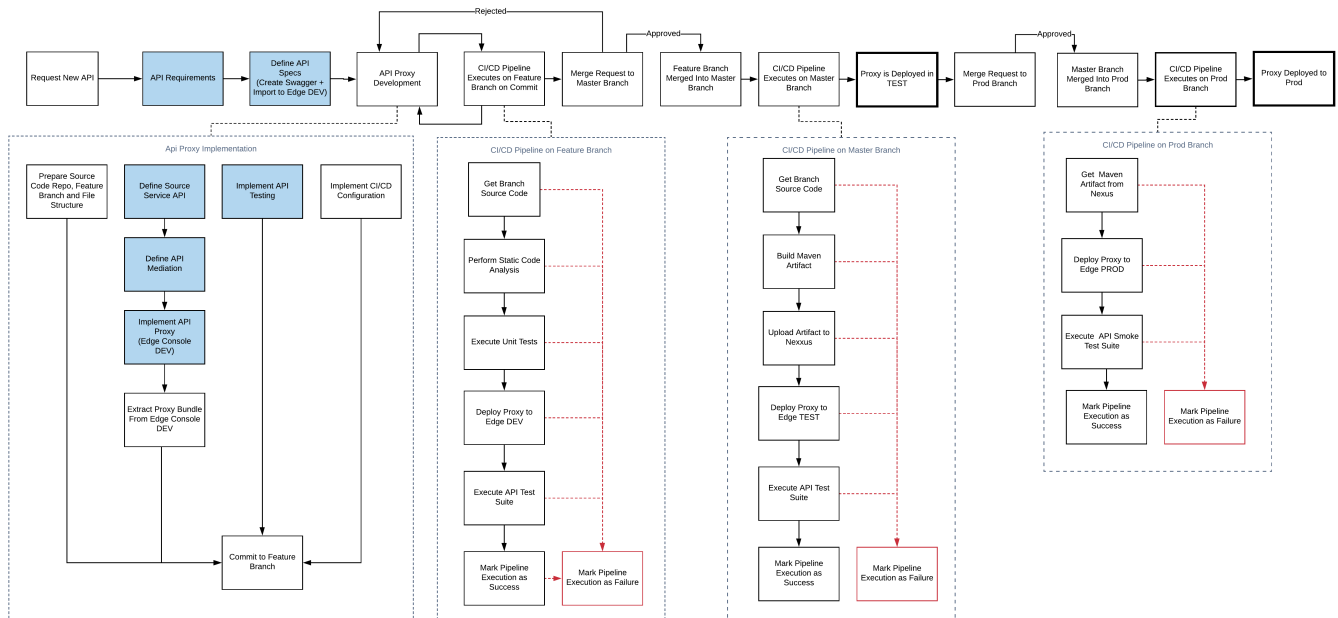 Rejected
Approved
Approved
Request New API
API Requirements
Define API
Specs
(Create Swagger +
Import to Edge DEV)
API Proxy
Development
CI/CD Pipeline
Executes on Feature
Branch on Commit
Merge Request to
Master Branch
Feature Branch
Merged Into Master
Branch
CI/CD Pipeline
Executes on Master
Branch
Proxy is Deployed in
TEST
Merge Request to
Prod Branch
Master Branch
Merged Into Prod
Branch
CI/CD Pipeline
Executes on Prod
Branch
Proxy Deployed to
Prod
Api Proxy Implementation
Prepare Source
Code Repo, Feature
Branch and File
Structure
Define Source
Service API
Implement API
Testing
Implement CI/CD
Configuration
Define API
Mediation
Implement API
Proxy
(Edge Console
DEV)
Extract Proxy Bundle
From Edge Console
DEV
Commit to Feature
Branch
CI/CD Pipeline on Feature Branch
Get Branch
Source Code
Perform Static Code
Analysis
Execute Unit Tests
Deploy Proxy to
Edge DEV
Execute API Test
Suite
Mark Pipeline
Execution as
Success
Mark Pipeline
Execution as Failure
CI/CD Pipeline on Master Branch
Get Branch
Source Code
Build Maven
Artifact
Upload Artifact to
Nexxus
Deploy Proxy to
Edge TEST
Execute API Test
Suite
Mark Pipeline
Execution as
Success
Mark Pipeline
Execution as Failure
CI/CD Pipeline on Prod Branch
Get  Maven
Artifact from
Nexus
Deploy Proxy to
Edge PROD
Execute  API Smoke
Test Suite
Mark Pipeline
Execution as
Success
Mark Pipeline
Execution as Failure